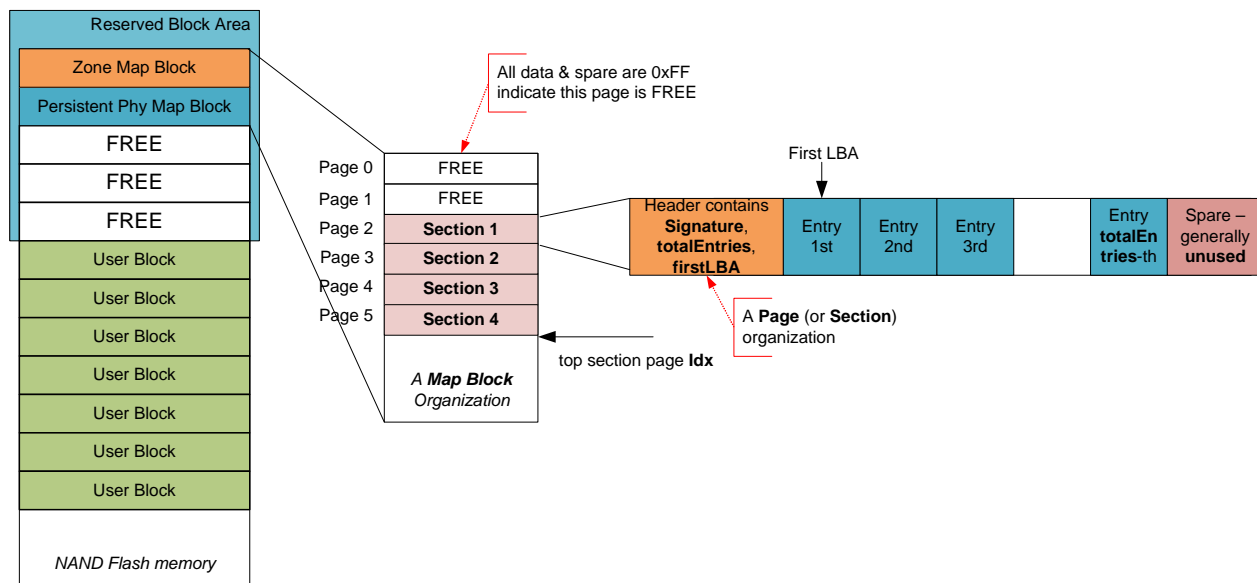 Reserved Block Area
Zone Map Block
Persistent Phy Map Block
FREE
FREE
FREE
User Block
User Block
User Block
User Block
User Block
User Block
User Block
NAND Flash memory
All data & spare are 0xFF
indicate this page is FREE
Page 0
FREE
Page 1
FREE
Page 2
Section 1
Page 3
Section 2
Page 4
Section 3
Page 5
Section 4
top section page Idx
A Map Block
Organization
First LBA
Header contains
Signature,
totalEntries,
firstLBA
Entry
1st
Entry
2nd
Entry
3rd
Entry
totalEn
tries-th
Spare –
generally
unused
A Page (or Section)
organization